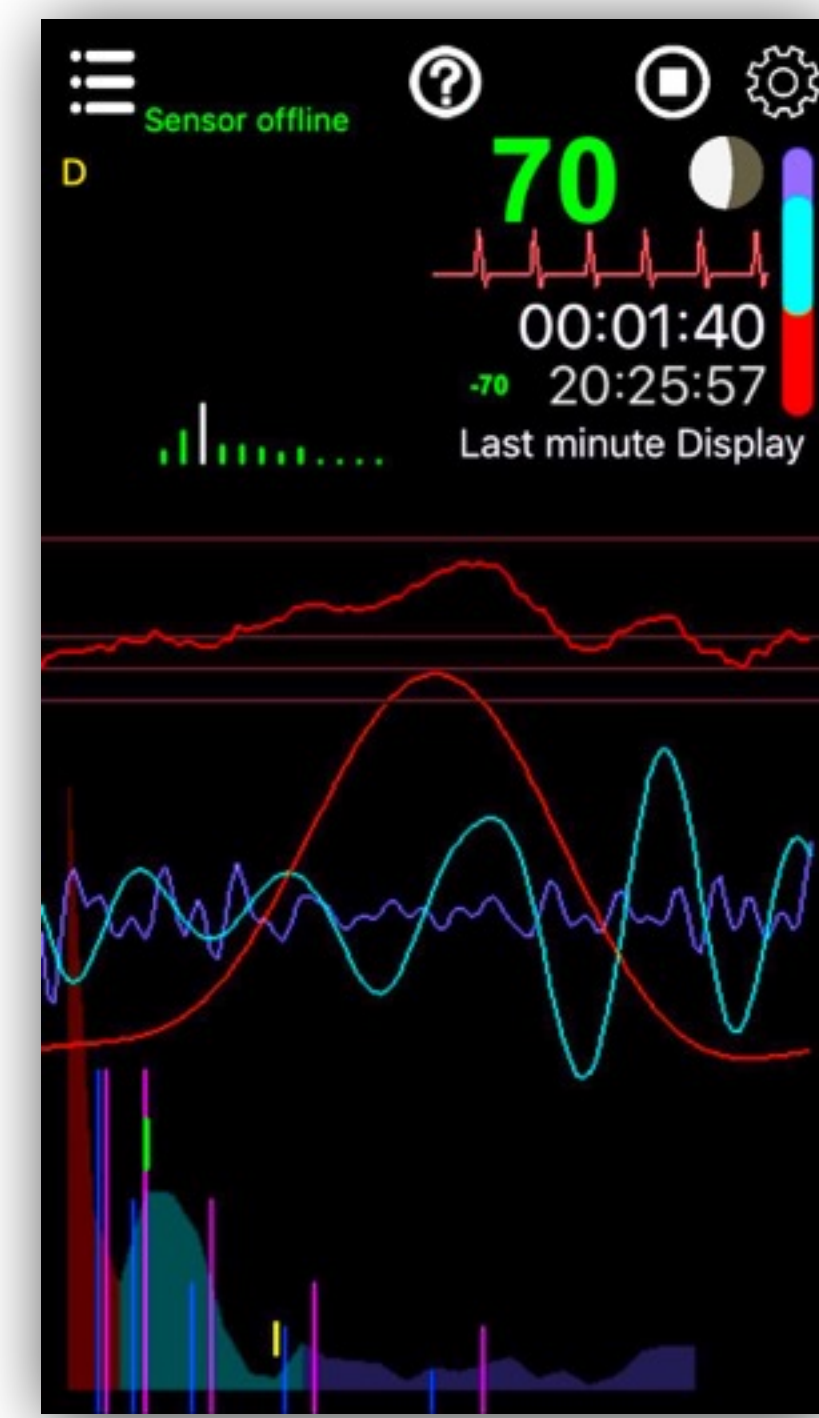 ?
Sensor offline
D
70
00:01:40
-70 20:25:57
Last minute Display